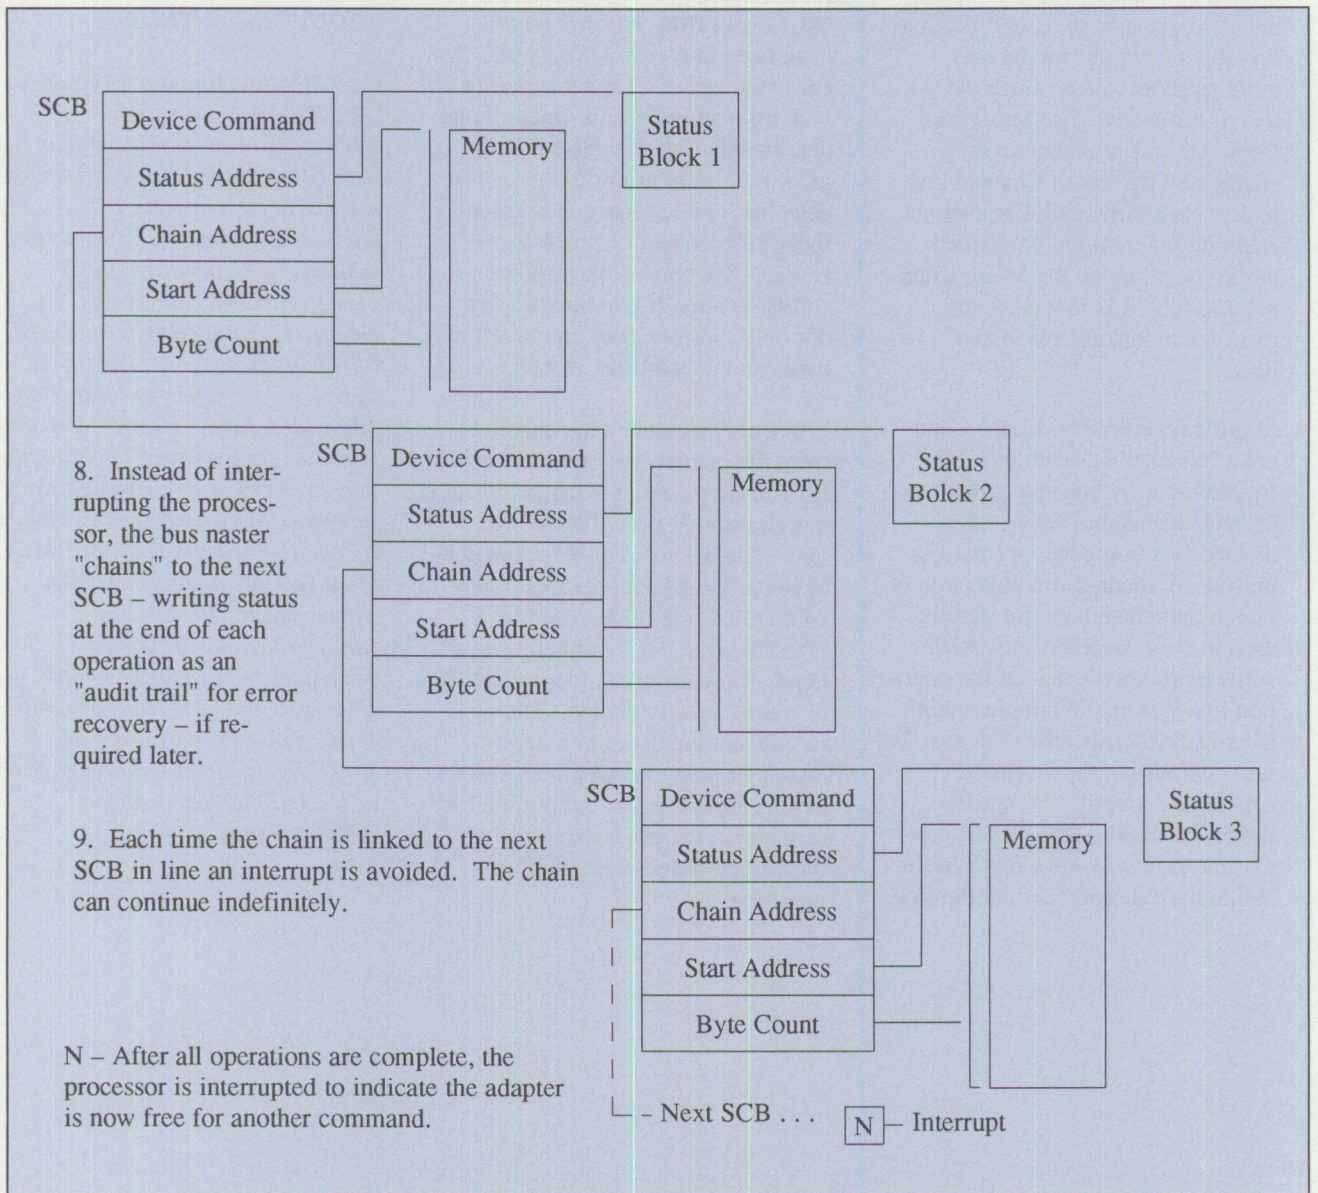 SCB
Device Command
Status Address
Chain Address
Start Address
Byte Count
Memory
Status
Block 1
SCB
Device Command
Status Address
Chain Address
Start Address
Byte Count
Memory
Status
Bolck 2
8. Instead of inter-
rupting the proces-
sor, the bus naster
"chains" to the next
SCB – writing status
at the end of each
operation as an
"audit trail" for error
recovery – if re-
quired later.
SCB
Device Command
Status Address
Chain Address
Start Address
Byte Count
Memory
Status
Block 3
9. Each time the chain is linked to the next
SCB in line an interrupt is avoided. The chain
can continue indefinitely.
N – After all operations are complete, the
processor is interrupted to indicate the adapter
is now free for another command.
Next SCB . . .
N
Interrupt